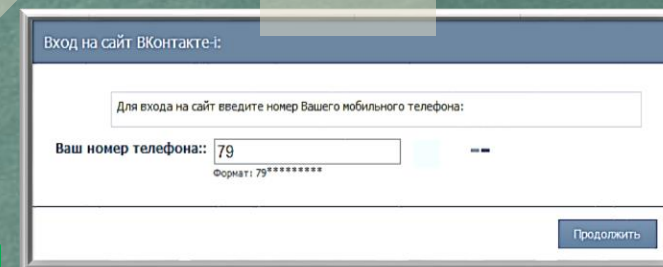 Вход на сайт ВКонтакте-i:
Для входа на сайт введите номер Вашего мобильного телефона:
Ваш номер телефона:: 79
Формат: 79*********
Продолжить